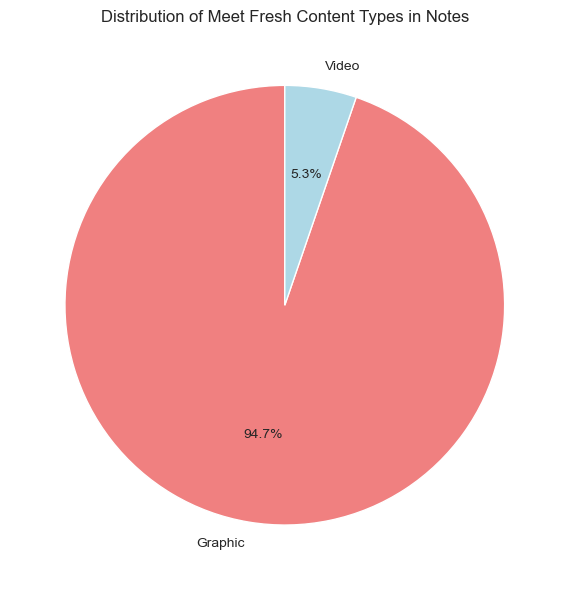 Distribution of Meet Fresh Content Types in Notes
Video
5.3%
94.7%
Graphic